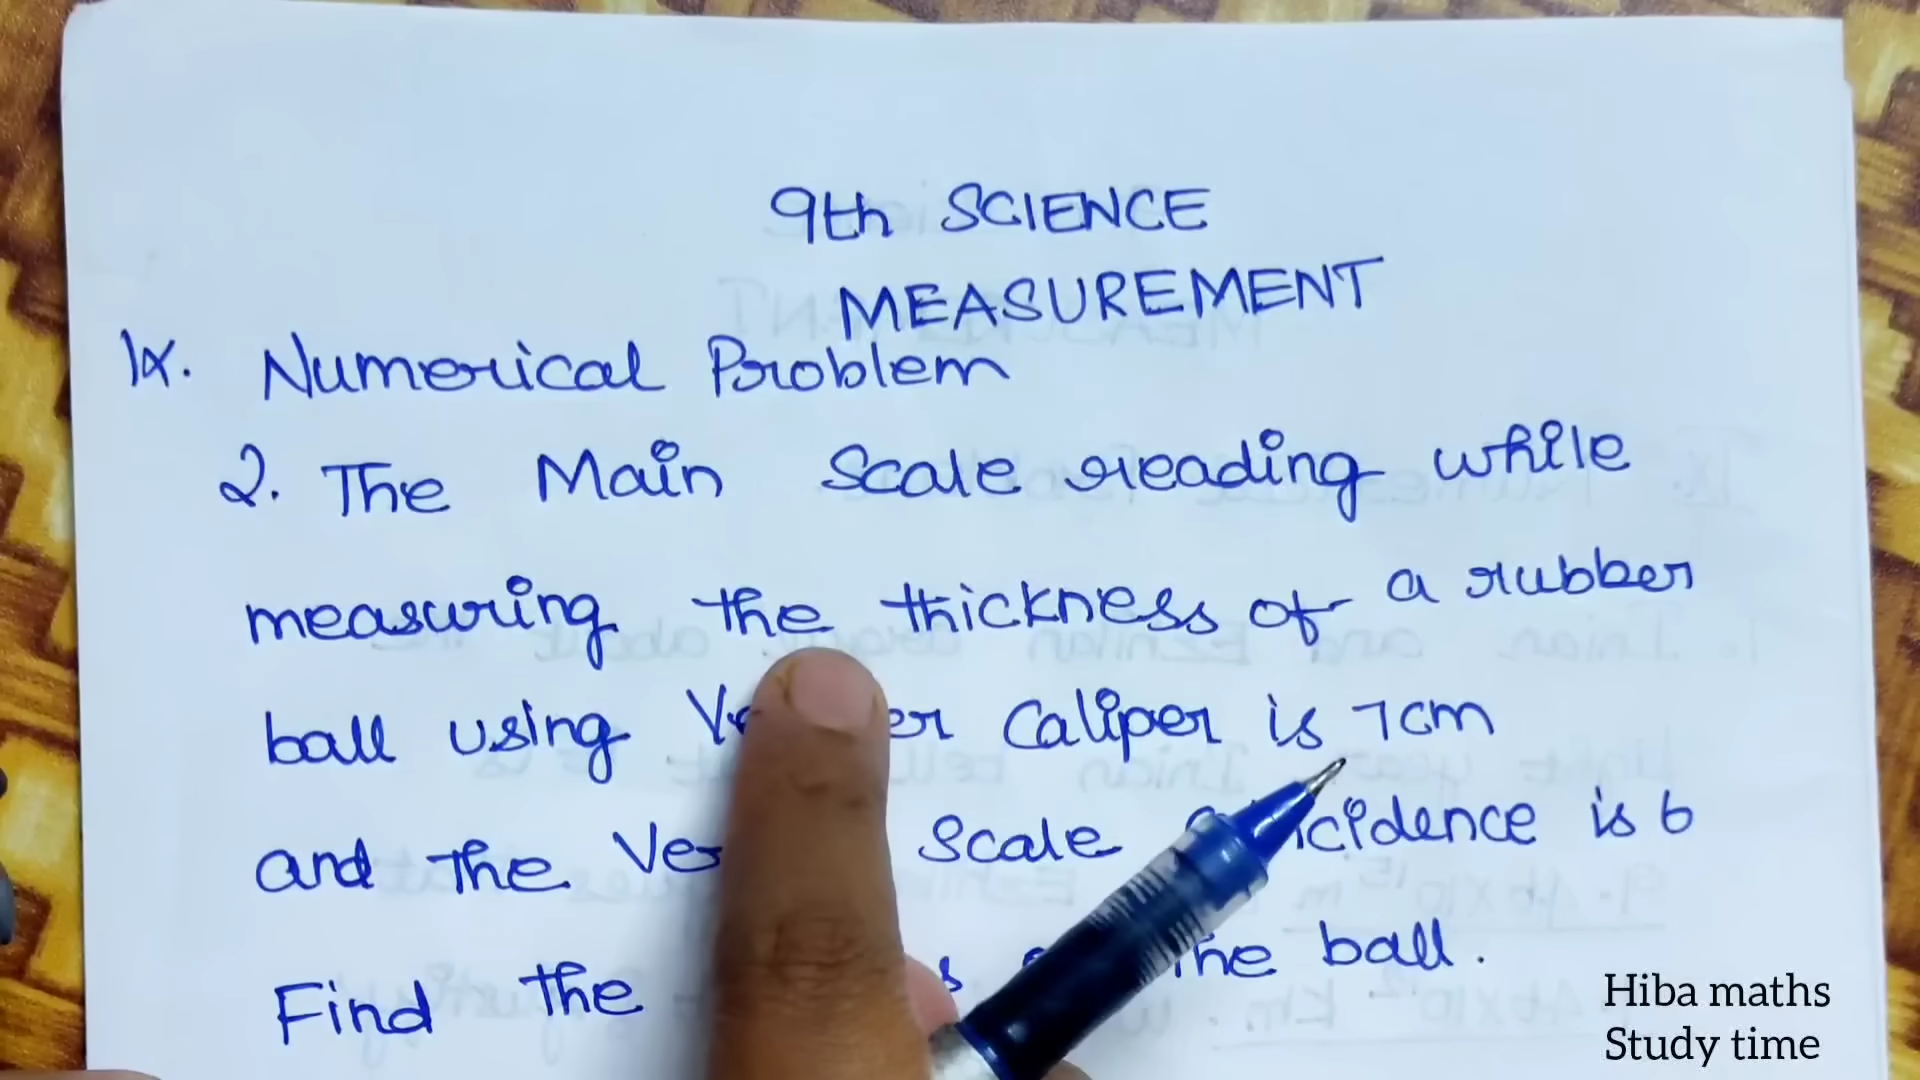 9th SCIENCE
MEASUREMENT
IX. Numerical Problem
2. The Main Scale reading while
measuring the thickness of a rubber
ball using Caliper is 7cm
and the Scale is 6
Find the the ball.
Hiba maths
Study time